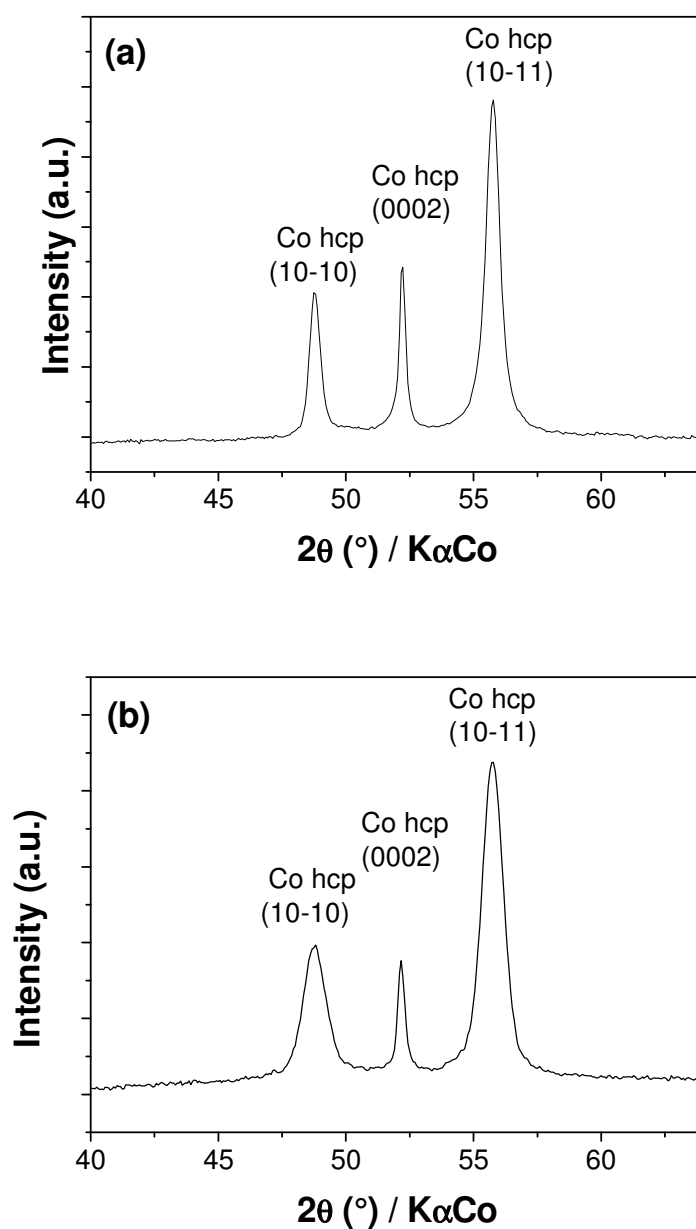 (a)
Co hcp
(10-11)
Co hcp
(0002)
Co hcp
(10-10)
Intensity (a.u.)
40 45 50 55 60
2θ (°) / KαCo
(b)
Co hcp
(10-11)
Co hcp
(0002)
Co hcp
(10-10)
Intensity (a.u.)
40 45 50 55 60
2θ (°) / KαCo